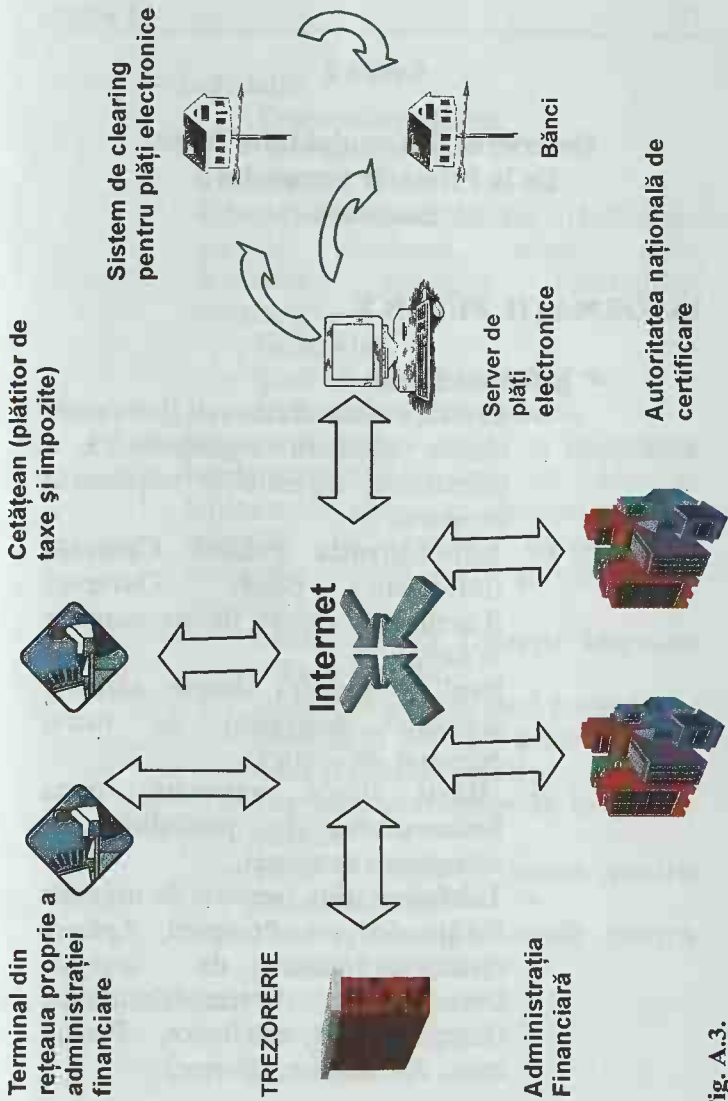 Terminal din
rețeaua proprie a
administrației
financiare
Cetățean (plătitor de
taxe și impozite)
Sistem de clearing
pentru plăți electronice
TREZORERIE
Internet
Server de
plăți
electronice
Bănci
Administrația
Financiară
Autoritatea națională de
certificare
Fig. A.3.